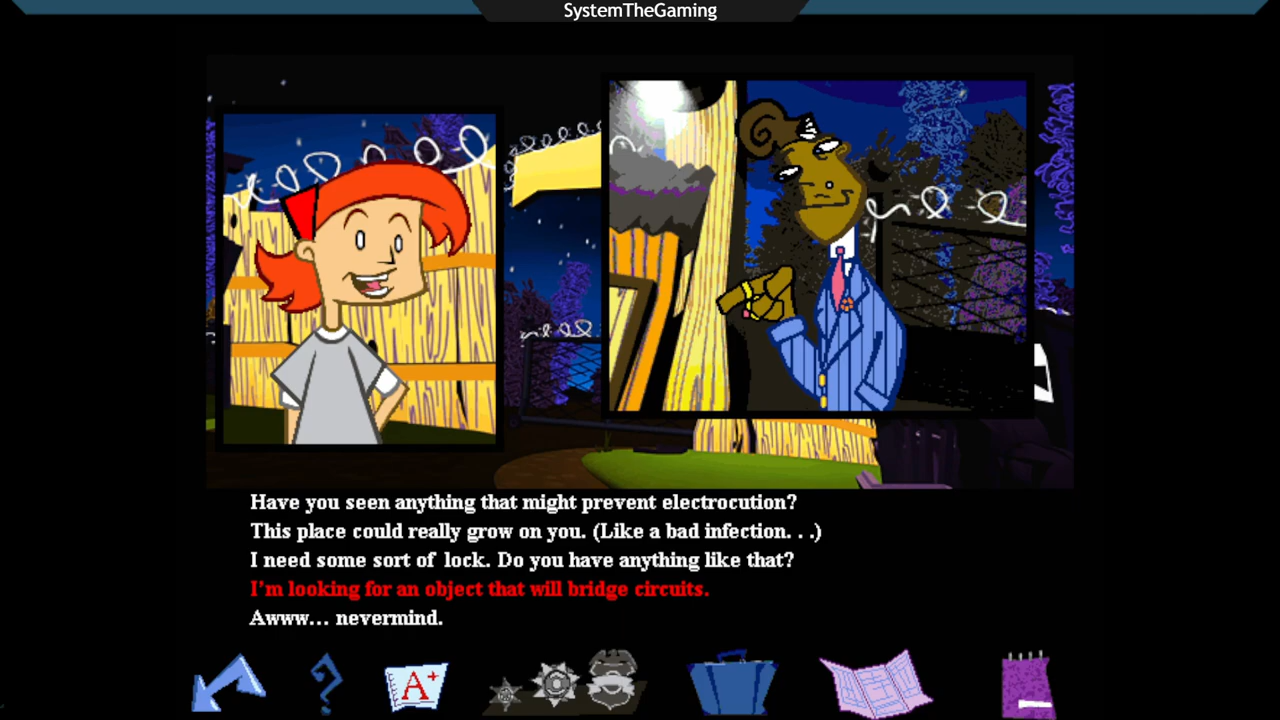 SystemTheGaming
Have you seen anything that might prevent electrocution?
This place could really grow on you. (Like a bad infection. . .)
I need some sort of lock. Do you have anything like that?
I'm looking for an object that will bridge circuits.
Awww... nevermind.
A+